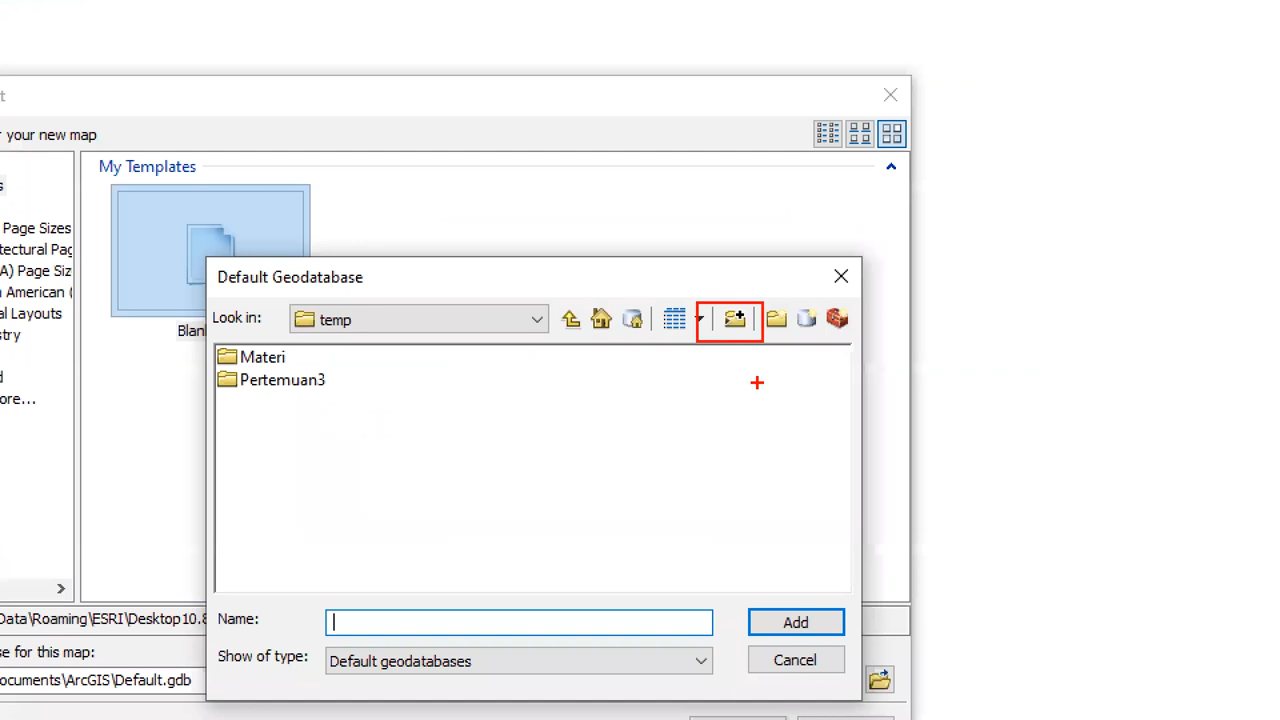 t
r your new map
My Templates
s
Page Sizes
tectural Pag
A) Page Siz
n American (
al Layouts
stry
d
ore...
Blank
Default Geodatabase
Look in:
temp
Materi
Pertemuan3
Name:
Add
Show of type:
Default geodatabases
Cancel
Data\Roaming\ESRI\Desktop10.8
se for this map:
ocuments\ArcGIS\Default.gdb